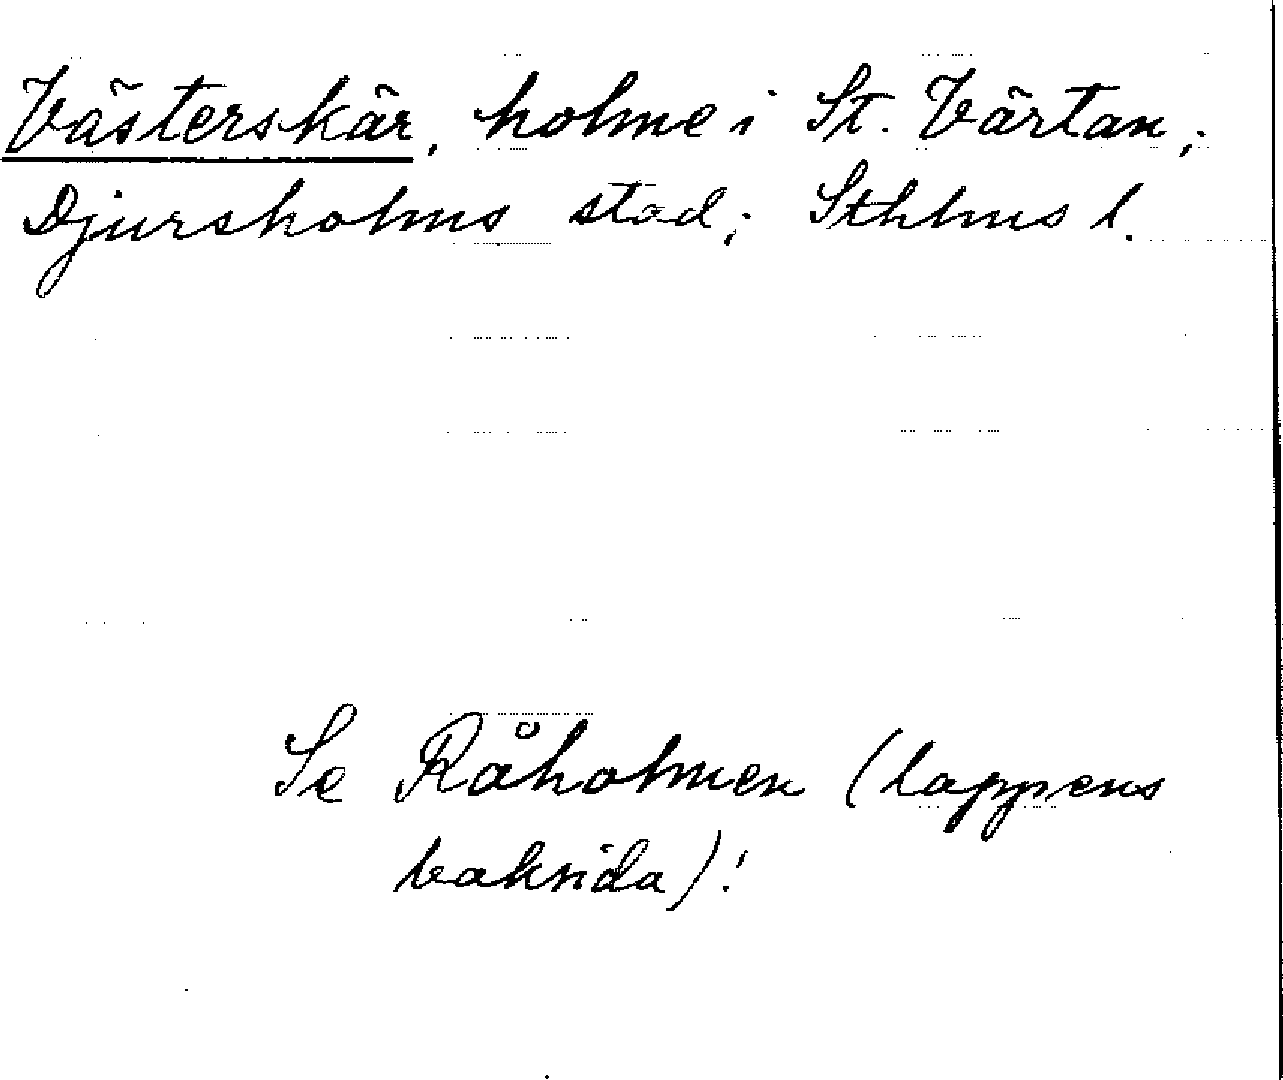 Västerskär, holme i St. Värtan,;
Djursholms stad; Sthlms l.
Se Råholmen (lappens
baksida)!